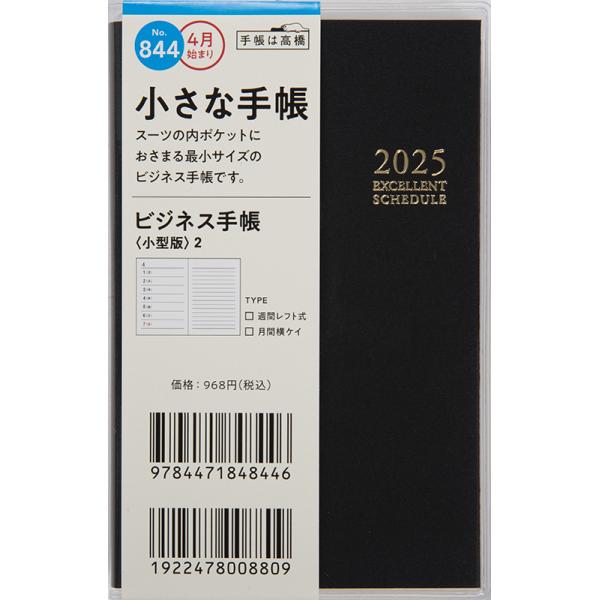 No.
844
4月
始まり
手帳は高橋
小さな手帳
スーツの内ポケットに
おさまる最小サイズの
ビジネス手帳です。
ビジネス手帳
〈小型版〉2
TYPE
□ 週間レフト式
□ 月間横ケイ
価格：968円（税込）
9784471848446
1922478008809
2025
EXCELLENT
SCHEDULE